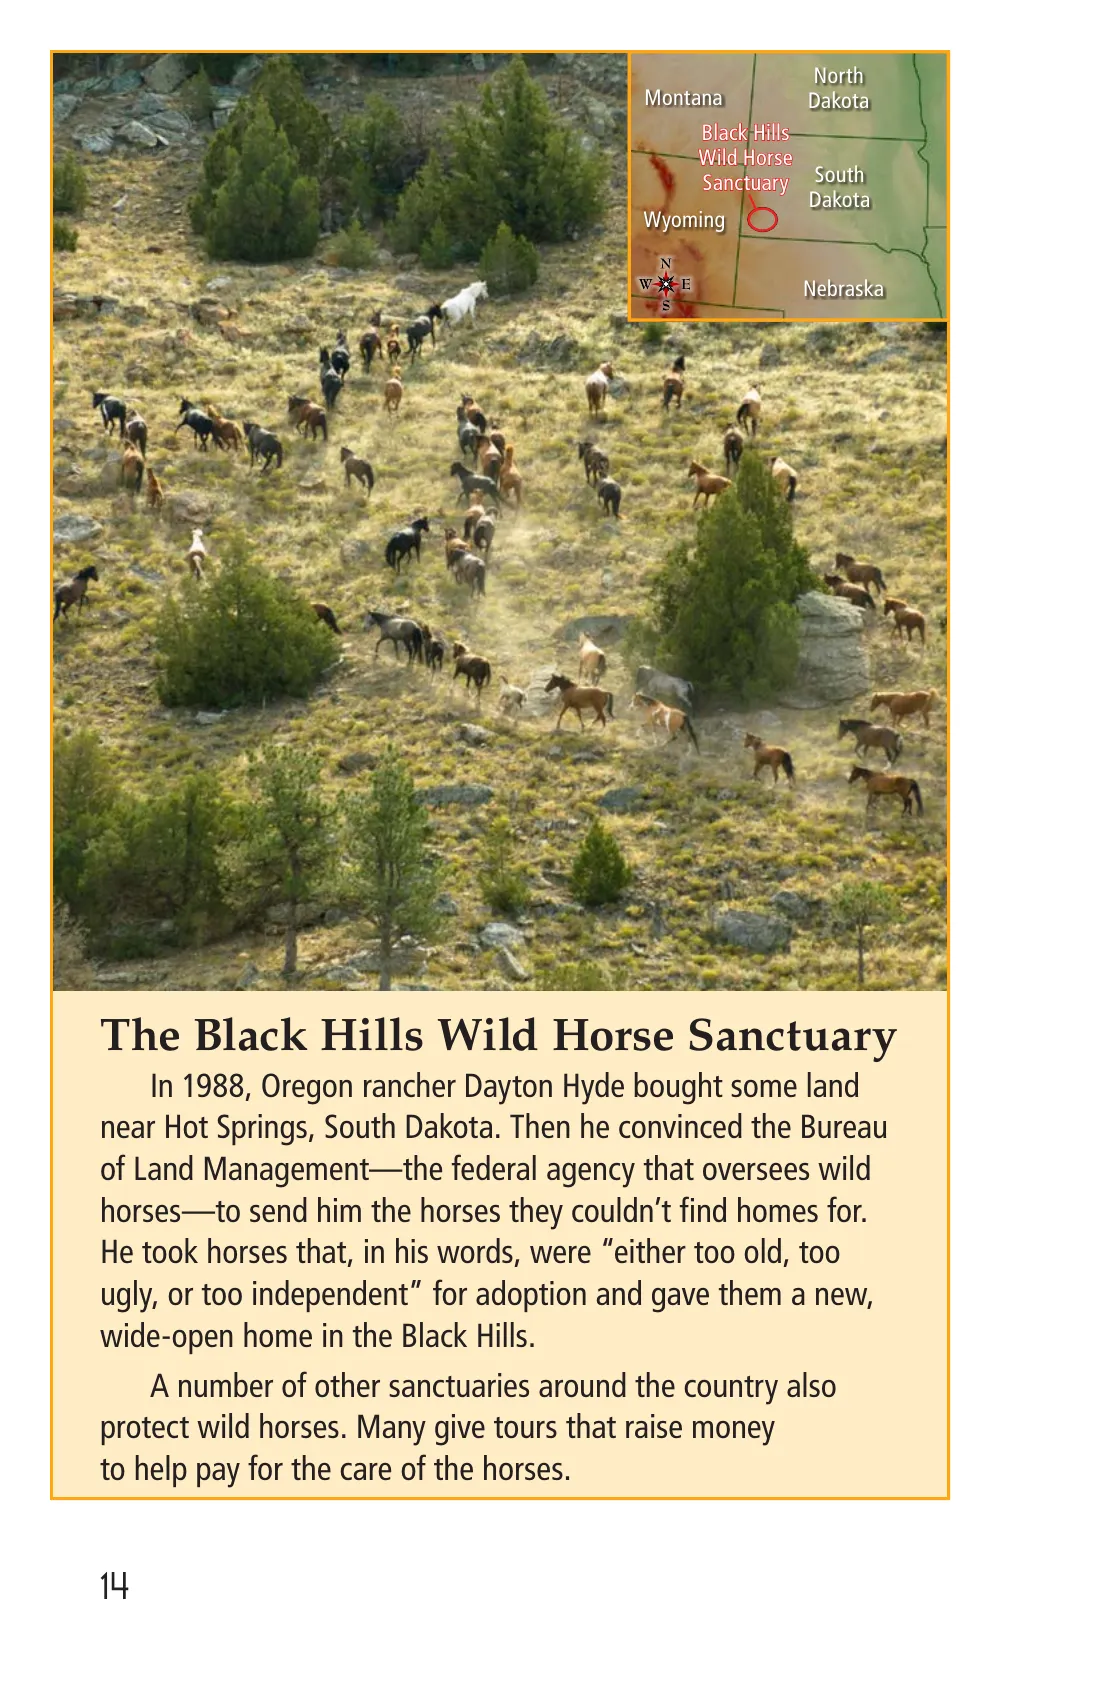 Montana
North
Dakota
Black Hills
Wild Horse
Sanctuary
South
Dakota
Wyoming
N
W E
S
Nebraska
The Black Hills Wild Horse Sanctuary
In 1988, Oregon rancher Dayton Hyde bought some land
near Hot Springs, South Dakota. Then he convinced the Bureau
of Land Management—the federal agency that oversees wild
horses—to send him the horses they couldn’t find homes for.
He took horses that, in his words, were “either too old, too
ugly, or too independent” for adoption and gave them a new,
wide-open home in the Black Hills.
A number of other sanctuaries around the country also
protect wild horses. Many give tours that raise money
to help pay for the care of the horses.
14